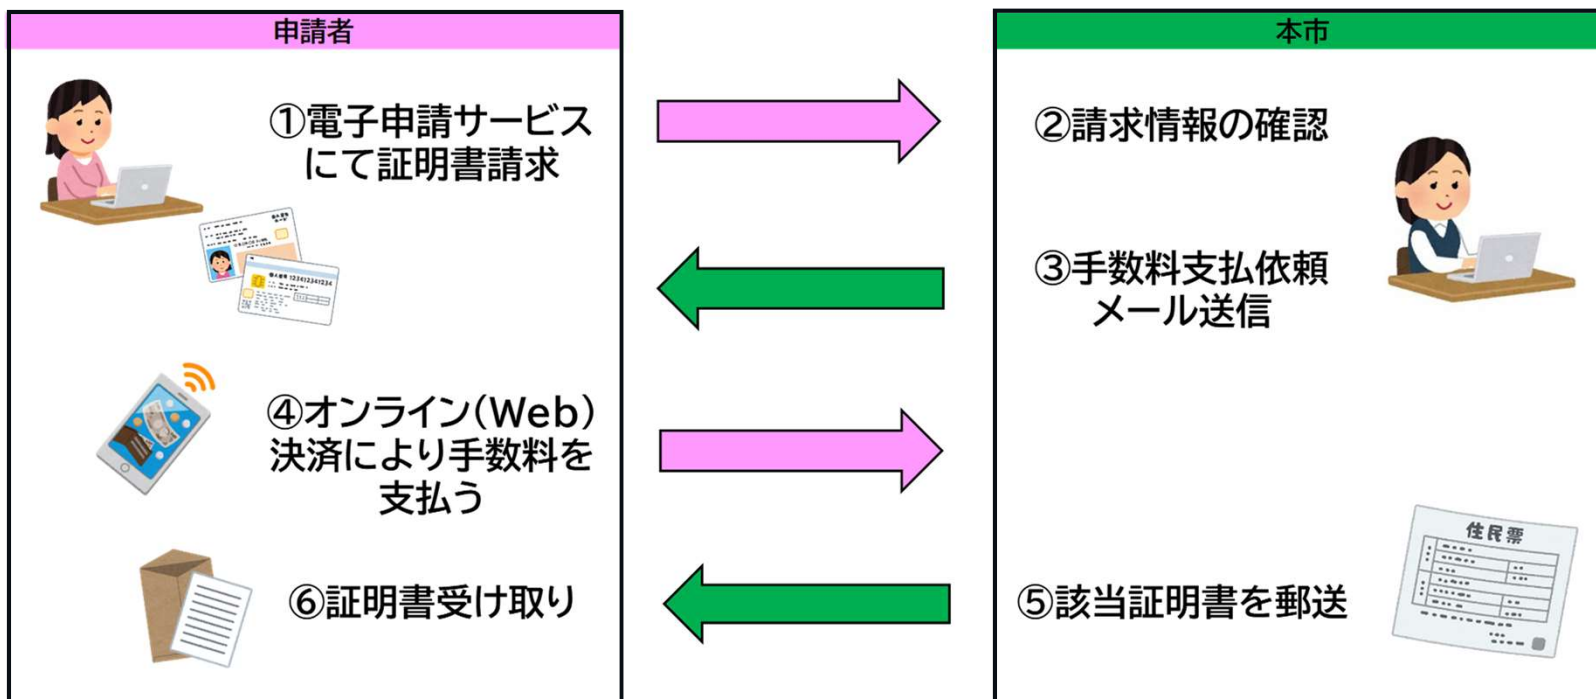 申請者
本市
①電子申請サービス
にて証明書請求
②請求情報の確認
③手数料支払依頼
メール送信
④オンライン(Web)
決済により手数料を
支払う
⑤該当証明書を郵送
⑥証明書受け取り
123412341234
住民票